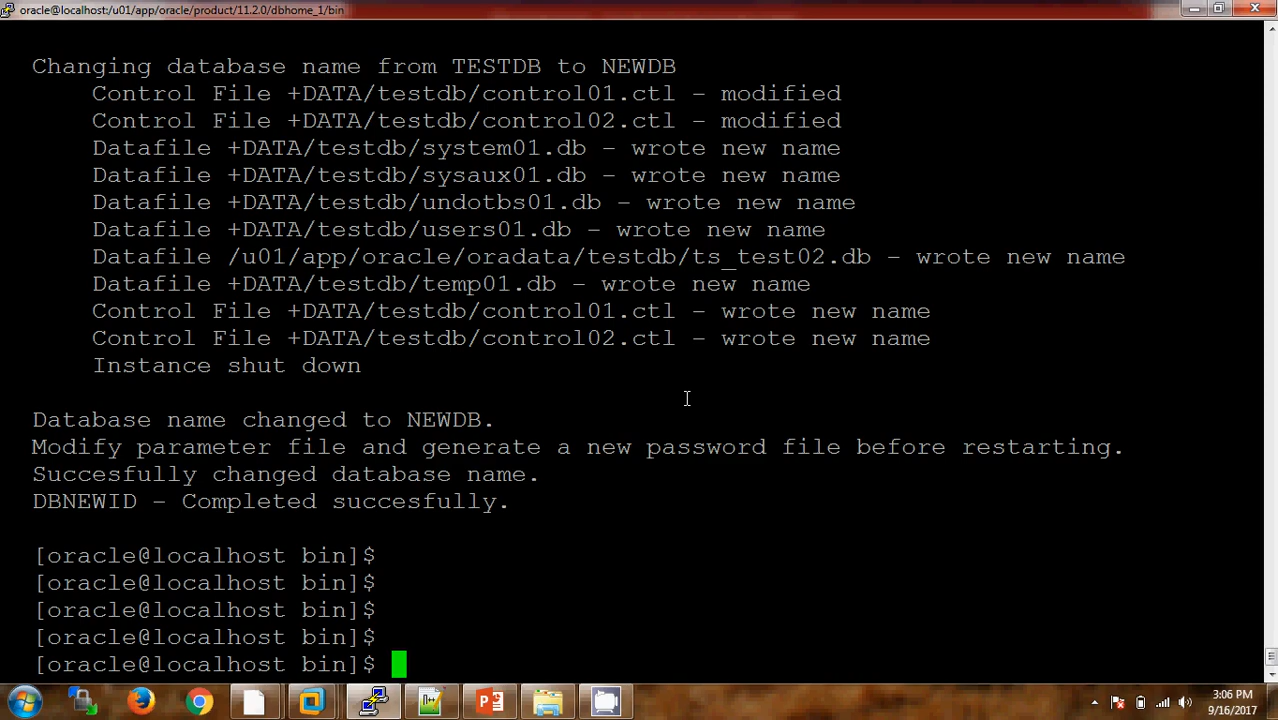 oracle@localhost:/u01/app/oracle/product/11.2.0/dbhome_1/bin
Changing database name from TESTDB to NEWDB
Control File +DATA/testdb/control01.ctl - modified
Control File +DATA/testdb/control02.ctl - modified
Datafile +DATA/testdb/system01.db - wrote new name
Datafile +DATA/testdb/sysaux01.db - wrote new name
Datafile +DATA/testdb/undotbs01.db - wrote new name
Datafile +DATA/testdb/users01.db - wrote new name
Datafile /u01/app/oracle/oradata/testdb/ts_test02.db - wrote new name
Datafile +DATA/testdb/temp01.db - wrote new name
Control File +DATA/testdb/control01.ctl - wrote new name
Control File +DATA/testdb/control02.ctl - wrote new name
Instance shut down
Database name changed to NEWDB.
Modify parameter file and generate a new password file before restarting.
Succesfully changed database name.
DBNEWID - Completed succesfully.
[oracle@localhost bin]$
[oracle@localhost bin]$
[oracle@localhost bin]$
[oracle@localhost bin]$
[oracle@localhost bin]$
3:06 PM
9/16/2017